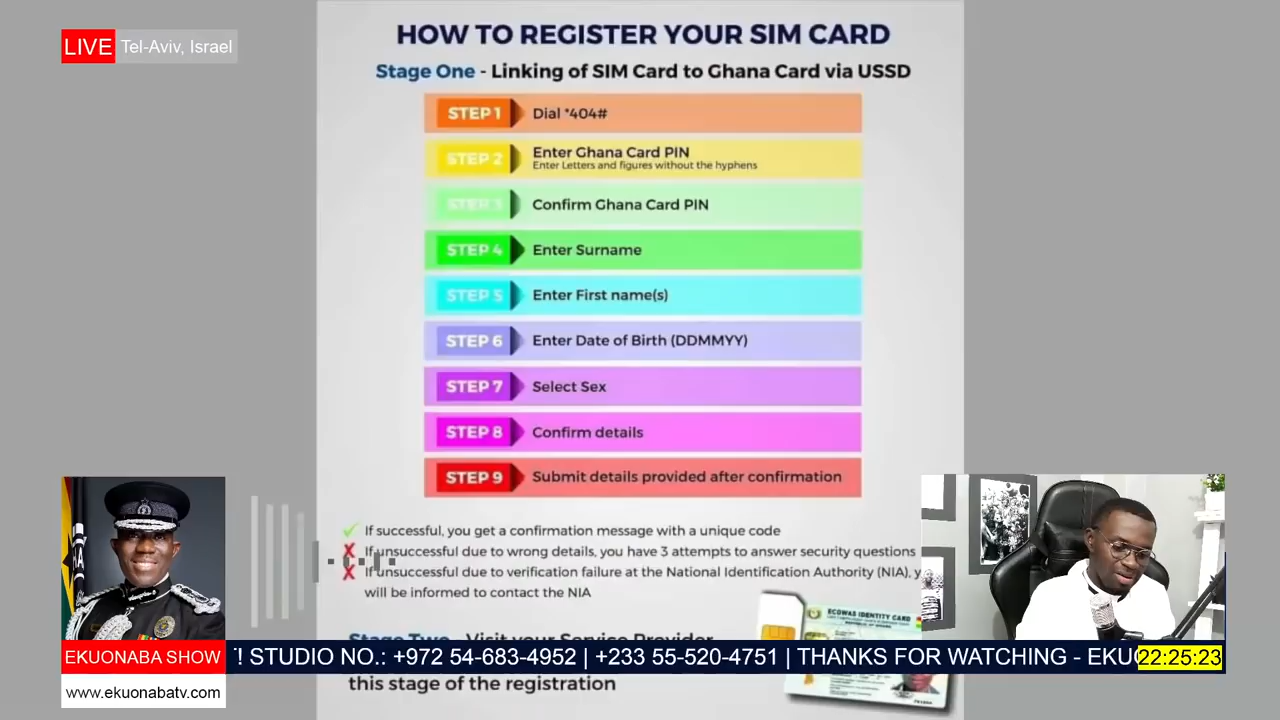 LIVE Tel-Aviv, Israel
HOW TO REGISTER YOUR SIM CARD
Stage One - Linking of SIM Card to Ghana Card via USSD
STEP 1 Dial *404#
STEP 2 Enter Ghana Card PIN
Enter Letters and figures without the hyphens
STEP 3 Confirm Ghana Card PIN
STEP 4 Enter Surname
STEP 5 Enter First name(s)
STEP 6 Enter Date of Birth (DDMMYY)
STEP 7 Select Sex
STEP 8 Confirm details
STEP 9 Submit details provided after confirmation
If successful, you get a confirmation message with a unique code
If unsuccessful due to wrong details, you have 3 attempts to answer security questions
If unsuccessful due to verification failure at the National Identification Authority (NIA), y
will be informed to contact the NIA
ECOWAS IDENTITY CARD
Stage Two - Visit your Service Provider
EKUONABA SHOW T! STUDIO NO.: +972 54-683-4952 | +233 55-520-4751 | THANKS FOR WATCHING - EKUO 22:25:23
this stage of the registration
www.ekuonabatv.com